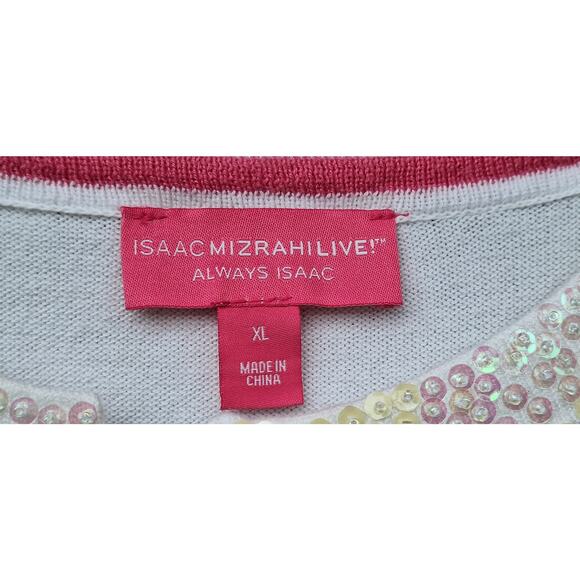 ISAACMIZRAHILIVE!™
ALWAYS ISAAC
XL
MADE IN
CHINA